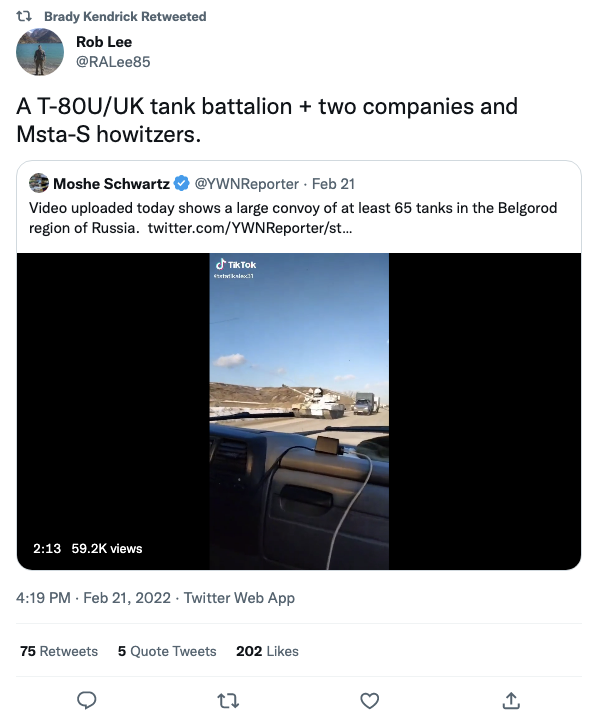 Brady Kendrick Retweeted
Rob Lee
@RALee85
A T-80U/UK tank battalion + two companies and
Msta-S howitzers.
Moshe Schwartz @YWNReporter · Feb 21
Video uploaded today shows a large convoy of at least 65 tanks in the Belgorod
region of Russia. twitter.com/YWNReporter/st...
TikTok
2:13 59.2K views
4:19 PM · Feb 21, 2022 · Twitter Web App
75 Retweets 5 Quote Tweets 202 Likes